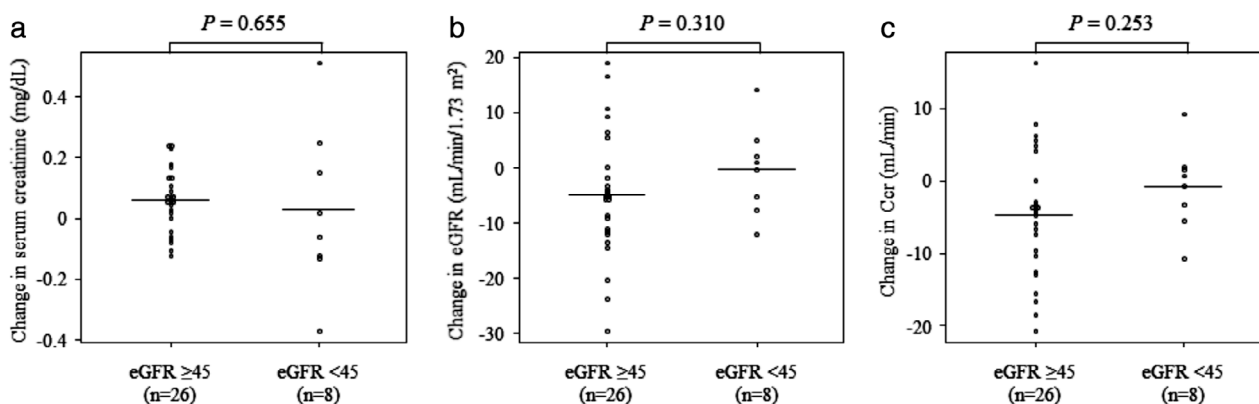 a
P = 0.655
Change in serum creatinine (mg/dL)
0.4
0.2
0
-0.2
-0.4
eGFR ≥45
(n=26)
eGFR <45
(n=8)
b
P = 0.310
Change in eGFR (mL/min/1.73 m²)
20
10
0
-10
-20
-30
eGFR ≥45
(n=26)
eGFR <45
(n=8)
c
P = 0.253
Change in Ccr (mL/min)
10
0
-10
-20
eGFR ≥45
(n=26)
eGFR <45
(n=8)